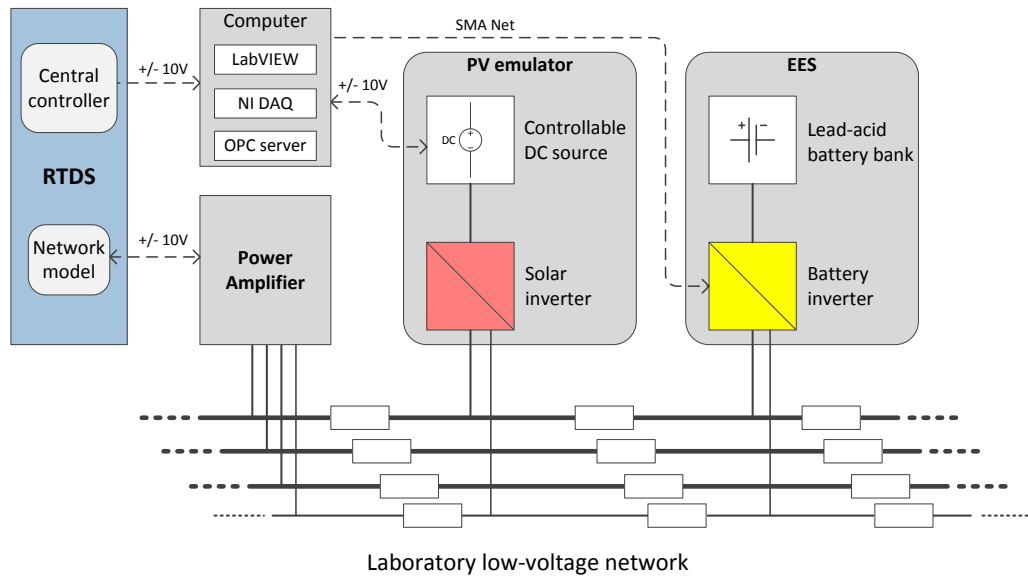 Computer
LabVIEW
NI DAQ
OPC server
Central
controller
RTDS
Network
model
+/- 10V
+/- 10V
Power
Amplifier
SMA Net
+/- 10V
PV emulator
DC
+
−
Controllable
DC source
Solar
inverter
EES
+ −
Lead-acid
battery bank
Battery
inverter
Laboratory low-voltage network